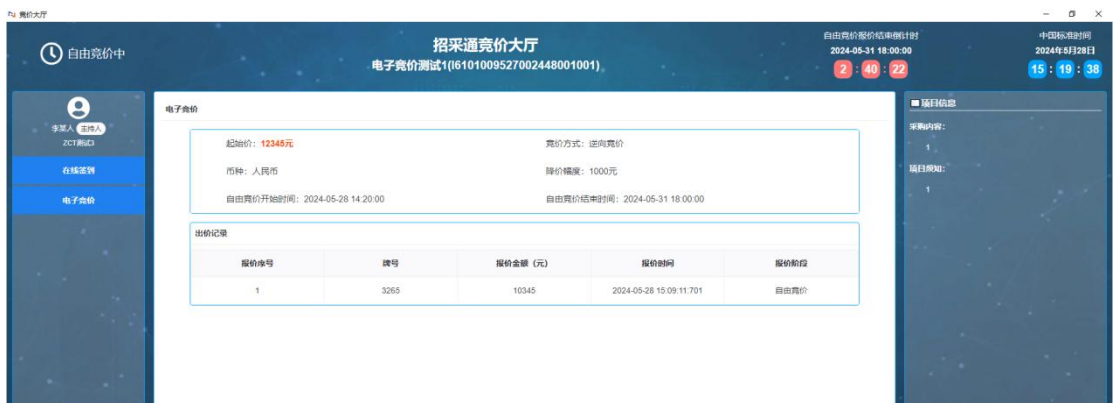 竞价大厅
自由竞价中
招采通竞价大厅
电子竞价测试1(I6101009527002448001001)
自由竞价报价结束倒计时
2024-05-31 18:00:00
2 : 40 : 22
中国标准时间
2024年5月28日
15 : 19 : 38
李某人 主持人
ZCT测试3
在线签到
电子竞价
电子竞价
起始价：12345元
竞价方式：逆向竞价
币种：人民币
降价幅度：1000元
自由竞价开始时间：2024-05-28 14:20:00
自由竞价结束时间：2024-05-31 18:00:00
出价记录
报价序号 牌号 报价金额（元） 报价时间 报价阶段
1 3265 10345 2024-05-28 15:09:11:701 自由竞价
项目信息
采购内容：
1
项目须知：
1